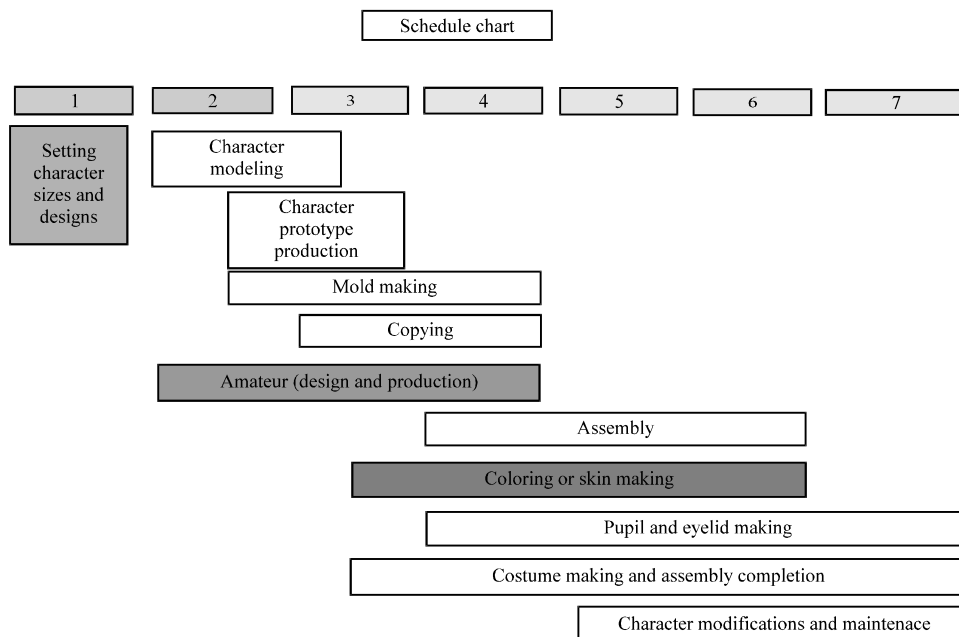 Schedule chart
1 2 3 4 5 6 7
Setting
character
sizes and
designs
Character
modeling
Character
prototype
production
Mold making
Copying
Amateur (design and production)
Assembly
Coloring or skin making
Pupil and eyelid making
Costume making and assembly completion
Character modifications and maintenace